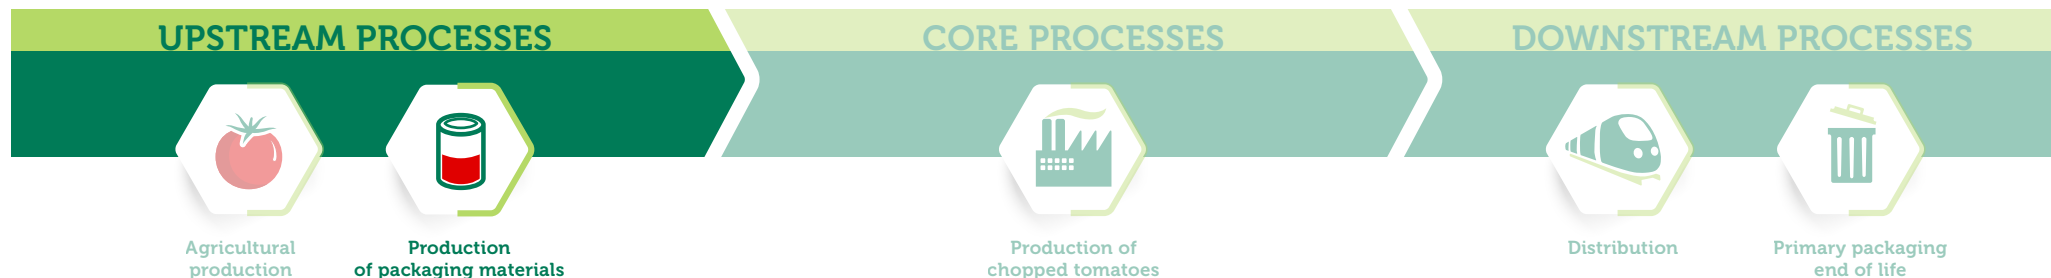 UPSTREAM PROCESSES
CORE PROCESSES
DOWNSTREAM PROCESSES
Agricultural
production
Production
of packaging materials
Production of
chopped tomatoes
Distribution
Primary packaging
end of life